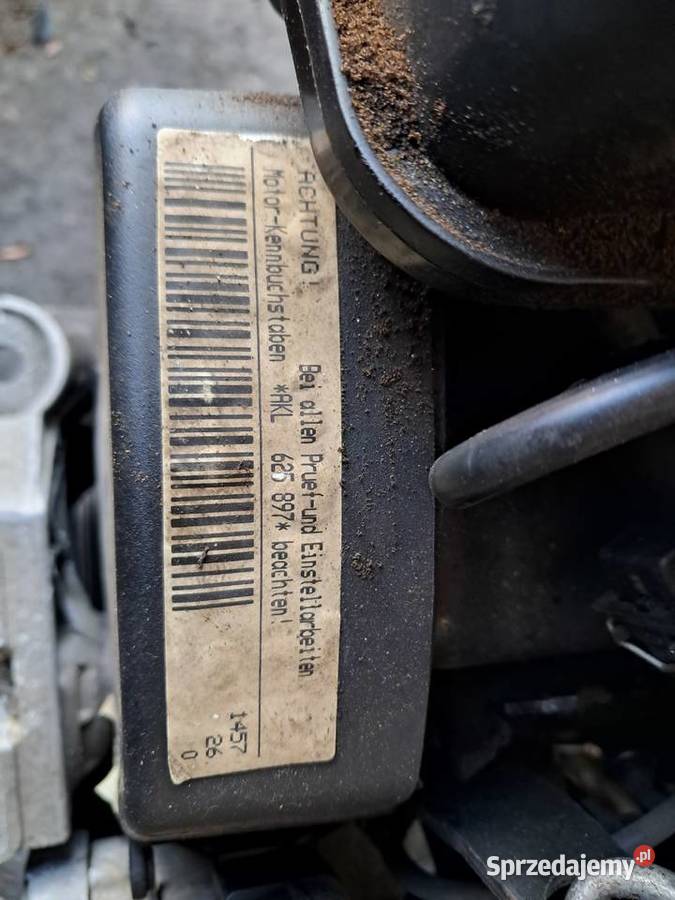 ACHTUNG! Bei allen Pruef-und Einstellarbeiten
Motor-Kennbuchstaben *AKL 625 897* beachten!
1457
26
0
Sprzedajemy.pl